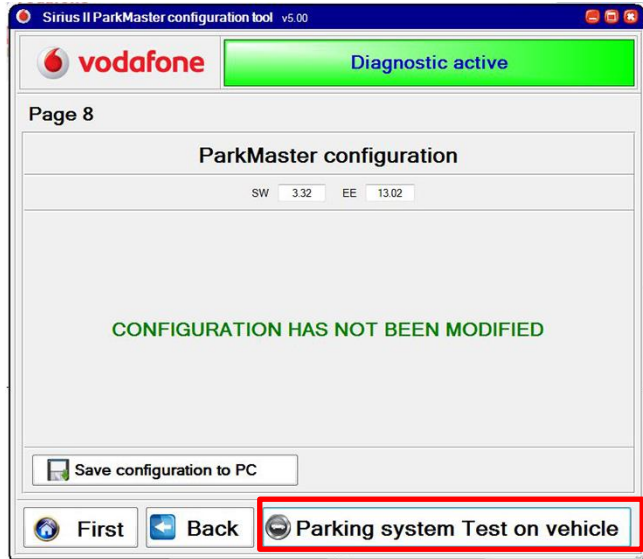 Sirius II ParkMaster configuration tool v5.00
vodafone
Diagnostic active
Page 8
ParkMaster configuration
SW 3.32 EE 13.02
CONFIGURATION HAS NOT BEEN MODIFIED
Save configuration to PC
First Back Parking system Test on vehicle